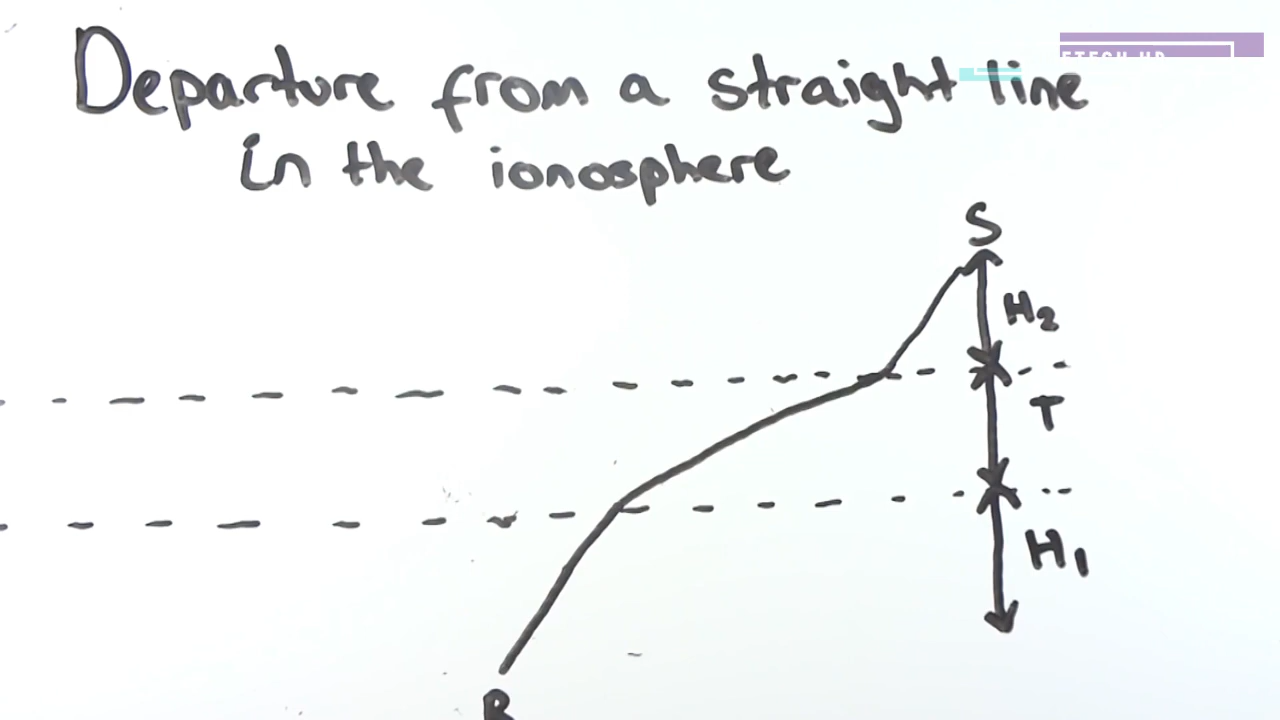 Departure from a straight line
in the ionosphere
S
H2
T
H1